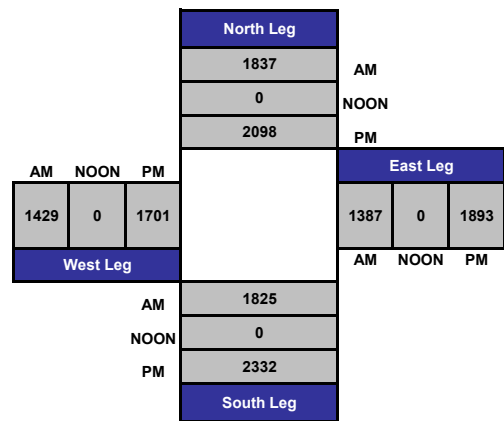 North Leg
1837 AM
0 NOON
2098 PM
AM NOON PM
East Leg
1429 0 1701
1387 0 1893
West Leg
AM NOON PM
AM 1825
NOON 0
PM 2332
South Leg